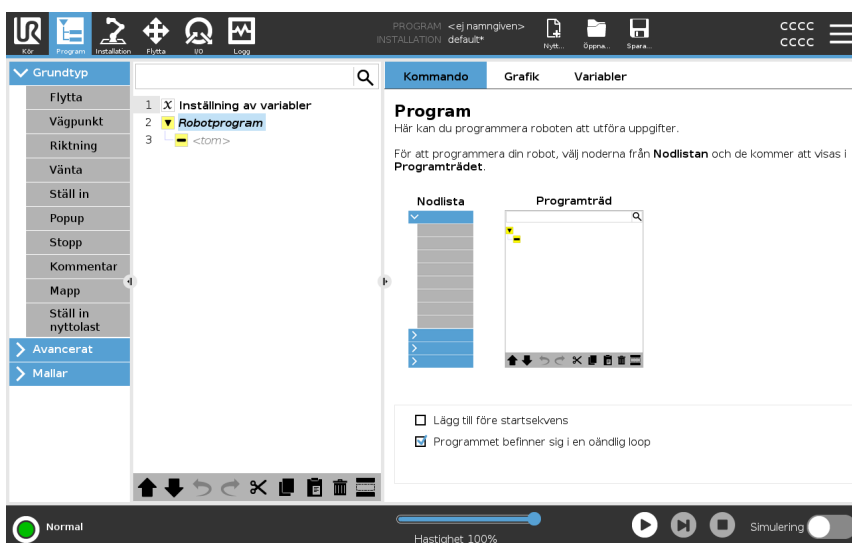 UR
PROGRAM <ej namngiven>
INSTALLATION default*
CCCC
CCCC
Kör
Program
Installation
Flytta
I/O
Logg
Nytt...
Öppna...
Spara...
Grundtyp
Flytta
Vägpunkt
Riktning
Vänta
Ställ in
Popup
Stopp
Kommentar
Mapp
Ställ in
nyttolast
Avancerat
Mallar
1 X Inställning av variabler
2 Robotprogram
3 <tom>
Kommando
Grafik
Variabler
Program
Här kan du programmera roboten att utföra uppgifter.
För att programmera din robot, välj noderna från Nodlistan och de kommer att visas i
Programträdet.
Nodlista
Programträd
Lägg till före startsekvens
Programmet befinner sig i en oändlig loop
Normal
Hastighet 100%
Simulering